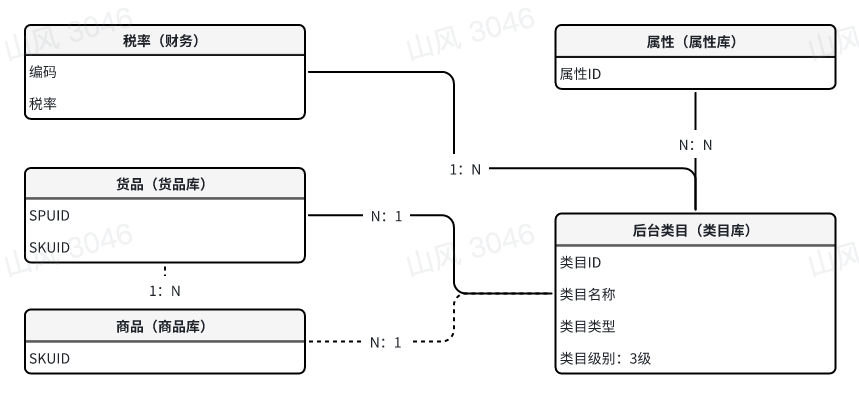 税率（财务）
编码
税率
属性（属性库）
属性ID
N：N
1：N
货品（货品库）
SPUID
SKUID
N：1
1：N
商品（商品库）
SKUID
N：1
后台类目（类目库）
类目ID
类目名称
类目类型
类目级别：3级
山风 3046
山风 3046
山风
山风 3046
山风 3046
山风